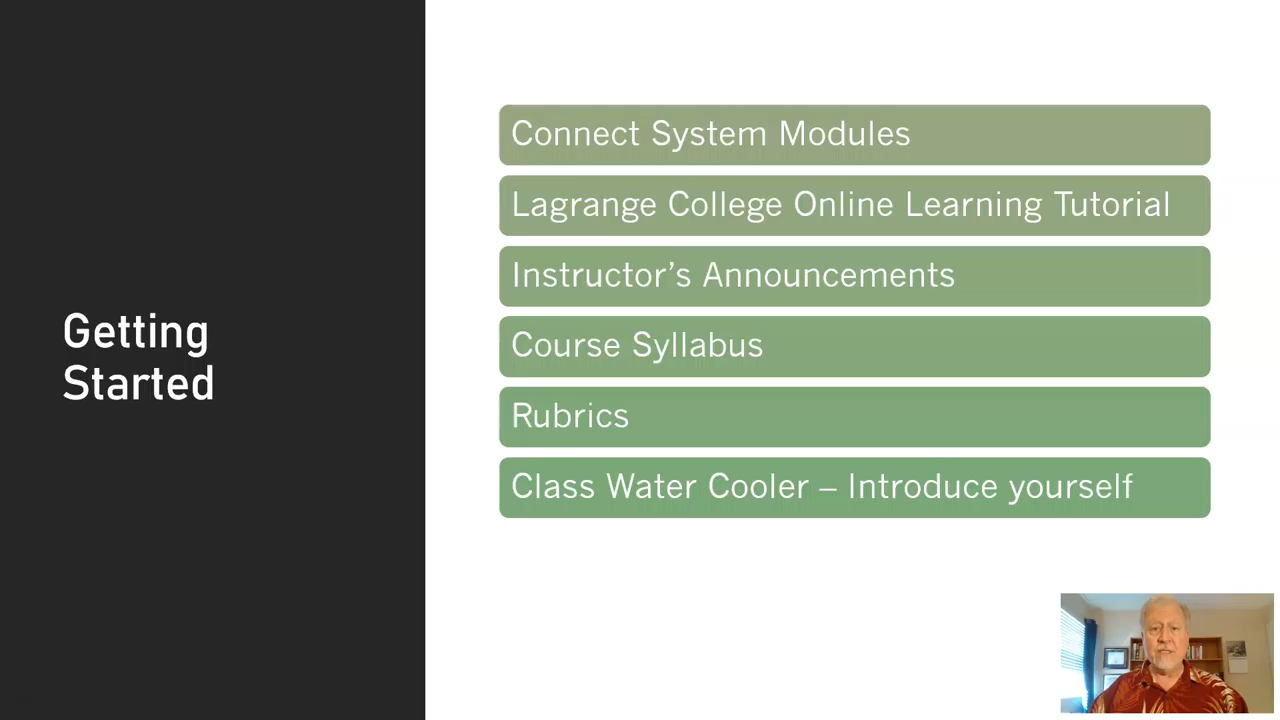 Getting
Started
Connect System Modules
Lagrange College Online Learning Tutorial
Instructor’s Announcements
Course Syllabus
Rubrics
Class Water Cooler – Introduce yourself